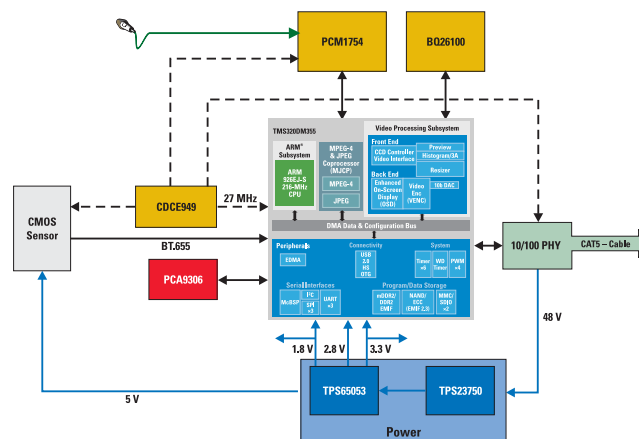 PCM1754
BQ26100
TMS320DM355
Video Processing Subsystem
ARM®
Subsystem
ARM
926EJ-S
216-MHz
CPU
MPEG-4
& JPEG
Coprocessor
(MJCP)
MPEG-4
JPEG
Front End
CCD Controller
Video Interface
Preview
Histogram/3A
Resizer
Back End
Enhanced
On-Screen
Display
(OSD)
Video
Enc
(VENC)
10b DAC
DMA Data & Configuration Bus
CMOS
Sensor
CDCE949
27 MHz
BT.655
PCA9306
Peripherals
EDMA
Connectivity
USB
2.0
HS
OTG
System
Timer
×6
WD
Timer
PWM
×4
Serial Interfaces
McBSP
I²C
SPI
×3
UART
×3
Program/Data Storage
mDDR2/
DDR2
EMIF
NAND/
ECC
(EMIF 2.3)
MMC/
SDIO
×2
10/100 PHY
CAT5 – Cable
48 V
1.8 V
2.8 V
3.3 V
5 V
TPS65053
TPS23750
Power